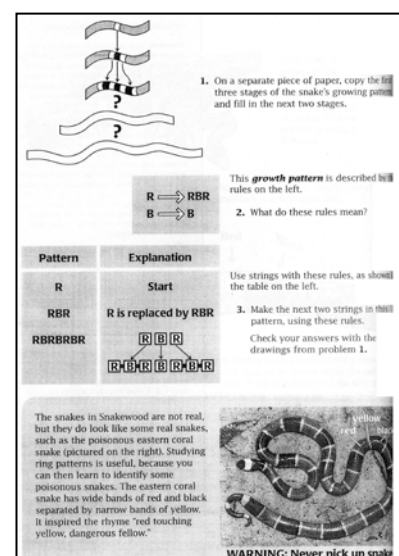 ?
?
1. On a separate piece of paper, copy the first
three stages of the snake's growing pattern
and fill in the next two stages.
R ⇒ RBR
B ⇒ B
This growth pattern is described by
rules on the left.
2. What do these rules mean?
Pattern Explanation
R Start
RBR R is replaced by RBR
RBRBRBR R B R
R B R B R B R
Use strings with these rules, as shown
the table on the left.
3. Make the next two strings in this
pattern, using these rules.
Check your answers with the
drawings from problem 1.
The snakes in Snakewood are not real,
but they do look like some real snakes,
such as the poisonous eastern coral
snake (pictured on the right). Studying
ring patterns is useful, because you
can then learn to identify some
poisonous snakes. The eastern coral
snake has wide bands of red and black
separated by narrow bands of yellow.
It inspired the rhyme "red touching
yellow, dangerous fellow."
yellow
red black
WARNING: Never pick up snake